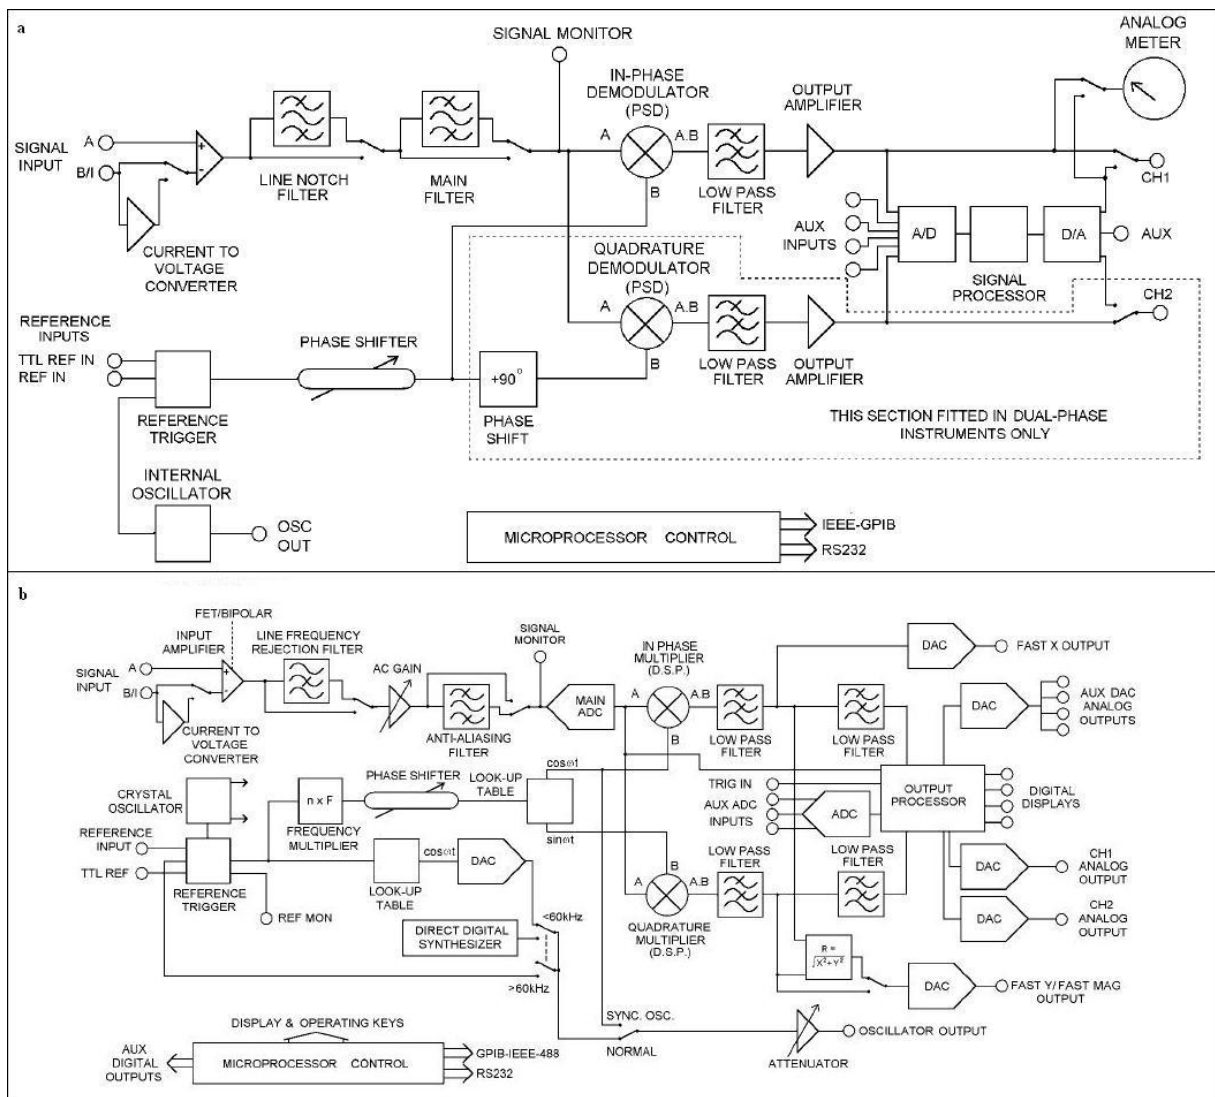 a
SIGNAL MONITOR
ANALOG
METER
IN-PHASE
DEMODULATOR
(PSD)
OUTPUT
AMPLIFIER
SIGNAL
INPUT
A
B/I
+
-
LINE NOTCH
FILTER
MAIN
FILTER
A
A.B
B
LOW PASS
FILTER
CH1
CURRENT TO
VOLTAGE
CONVERTER
AUX
INPUTS
A/D
D/A
AUX
SIGNAL
PROCESSOR
QUADRATURE
DEMODULATOR
(PSD)
A
A.B
B
LOW PASS
FILTER
OUTPUT
AMPLIFIER
CH2
REFERENCE
INPUTS
TTL REF IN
REF IN
PHASE SHIFTER
+90°
PHASE
SHIFT
REFERENCE
TRIGGER
THIS SECTION FITTED IN DUAL-PHASE
INSTRUMENTS ONLY
INTERNAL
OSCILLATOR
OSC
OUT
MICROPROCESSOR CONTROL
IEEE-GPIB
RS232
b
FET/BIPOLAR
INPUT
AMPLIFIER
LINE FREQUENCY
REJECTION FILTER
SIGNAL
MONITOR
IN PHASE
MULTIPLIER
(D.S.P.)
DAC
FAST X OUTPUT
SIGNAL
INPUT
A
B/I
+
-
AC GAIN
MAIN
ADC
A
A.B
B
LOW PASS
FILTER
LOW PASS
FILTER
DAC
AUX DAC
ANALOG
OUTPUTS
CURRENT TO
VOLTAGE
CONVERTER
ANTI-ALIASING
FILTER
CRYSTAL
OSCILLATOR
n x F
FREQUENCY
MULTIPLIER
PHASE SHIFTER
LOOK-UP
TABLE
cosωt
sinωt
TRIG IN
AUX ADC
INPUTS
ADC
OUTPUT
PROCESSOR
DIGITAL
DISPLAYS
REFERENCE
INPUT
TTL REF
REFERENCE
TRIGGER
REF MON
LOOK-UP
TABLE
cosωt
DAC
A
A.B
B
LOW PASS
FILTER
LOW PASS
FILTER
DAC
CH1
ANALOG
OUTPUT
DAC
CH2
ANALOG
OUTPUT
QUADRATURE
MULTIPLIER
(D.S.P.)
DIRECT DIGITAL
SYNTHESIZER
<60kHz
>60kHz
R =
√X²+Y²
DAC
FAST Y/FAST MAG
OUTPUT
SYNC. OSC.
NORMAL
ATTENUATOR
OSCILLATOR OUTPUT
DISPLAY & OPERATING KEYS
AUX
DIGITAL
OUTPUTS
MICROPROCESSOR CONTROL
GPIB-IEEE-488
RS232